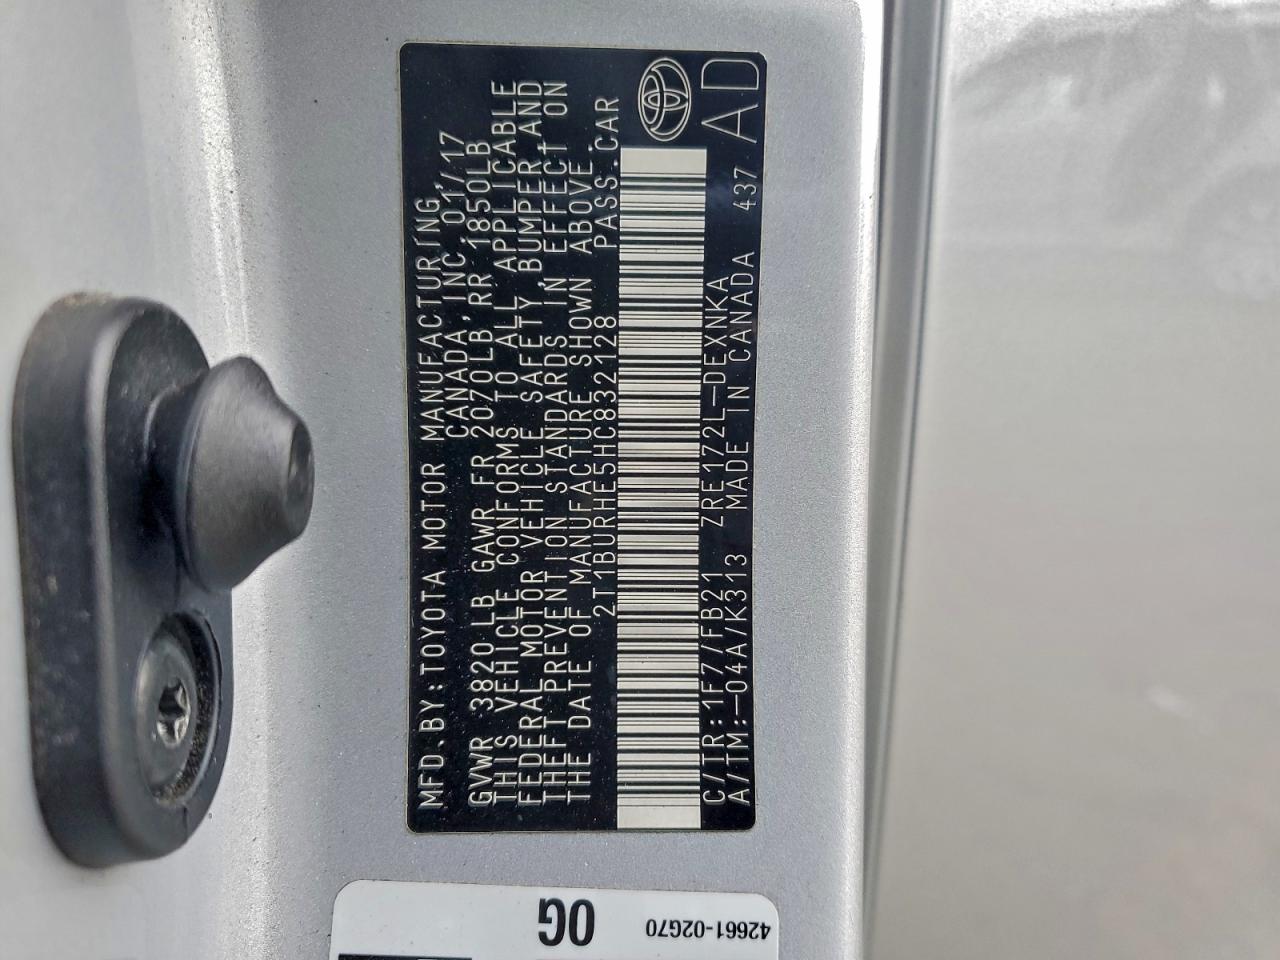 MFD.BY:TOYOTA MOTOR MANUFACTURING
CANADA,INC.01/17
GVWR 3820LB GAWR FR 2070LB,RR 1850LB
THIS VEHICLE CONFORMS TO ALL APPLICABLE
FEDERAL MOTOR VEHICLE SAFETY,BUMPER,AND
THEFT PREVENTION STANDARDS IN EFFECT ON
THE DATE OF MANUFACTURE SHOWN ABOVE.
2T1BURHE5HC832128 PASS.CAR
C/TR:1F7/FB21 ZRE172L-DEXNKA
A/TM:-04A/K313 MADE IN CANADA 437 AD
0G
42661-02G70